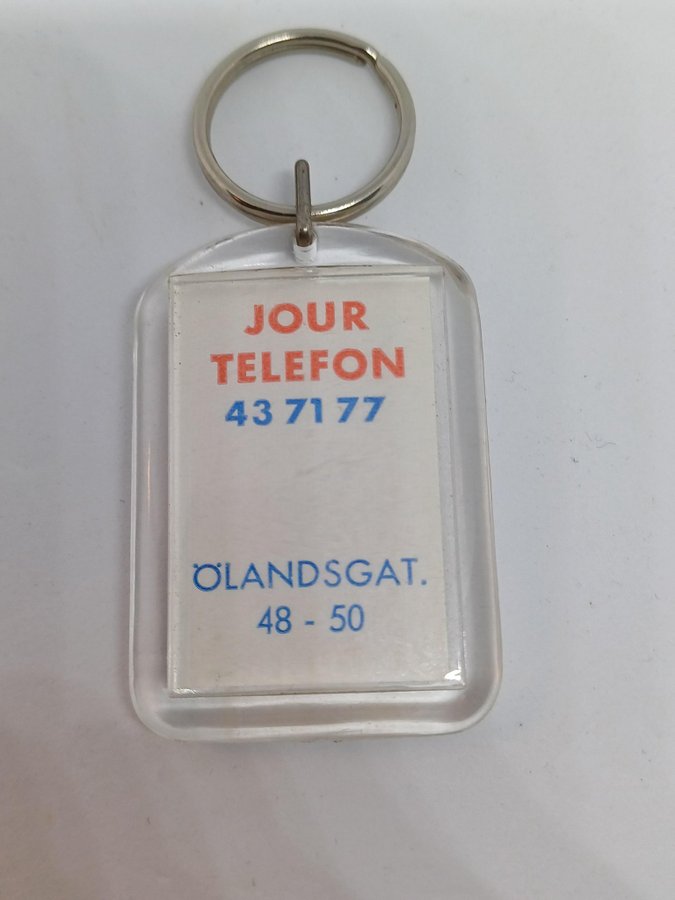 JOUR
TELEFON
43 71 77
ÖLANDSGAT.
48 - 50